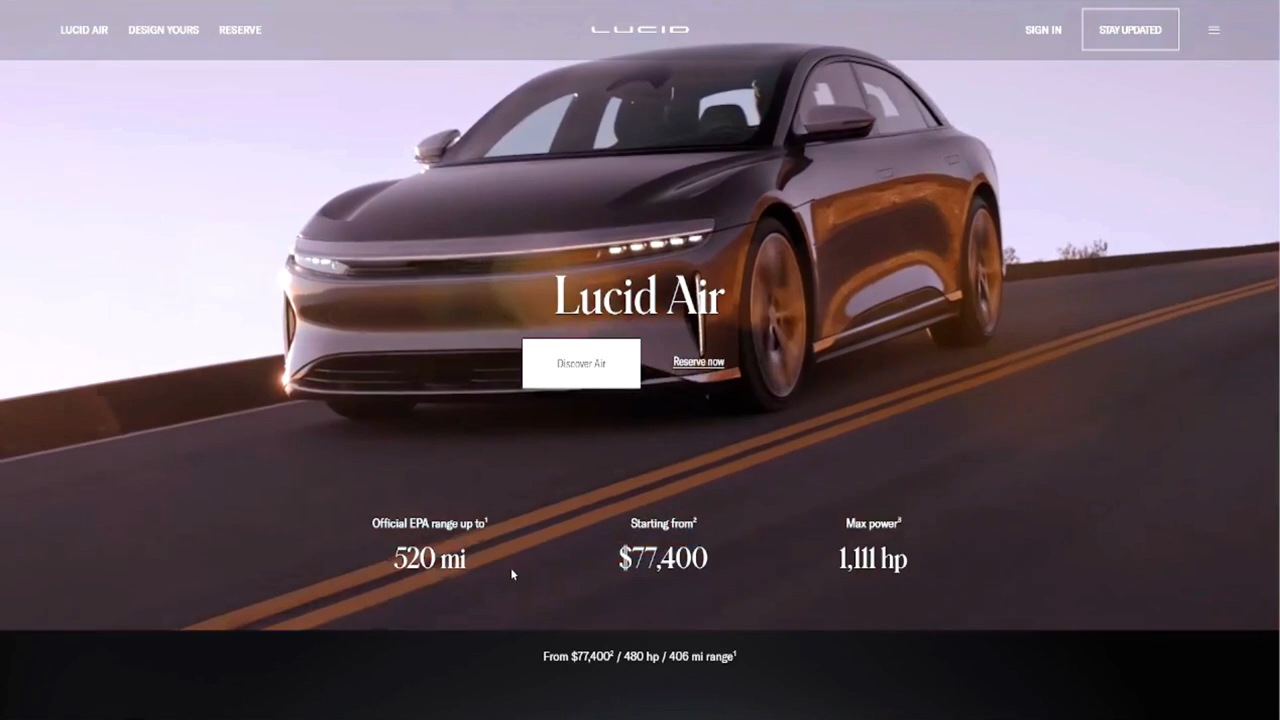 LUCID AIR DESIGN YOURS RESERVE LUCID SIGN IN STAY UPDATED
Lucid Air
Discover Air Reserve now
Official EPA range up to¹ Starting from² Max power³
520 mi $77,400 1,111 hp
From $77,400² / 480 hp / 406 mi range¹